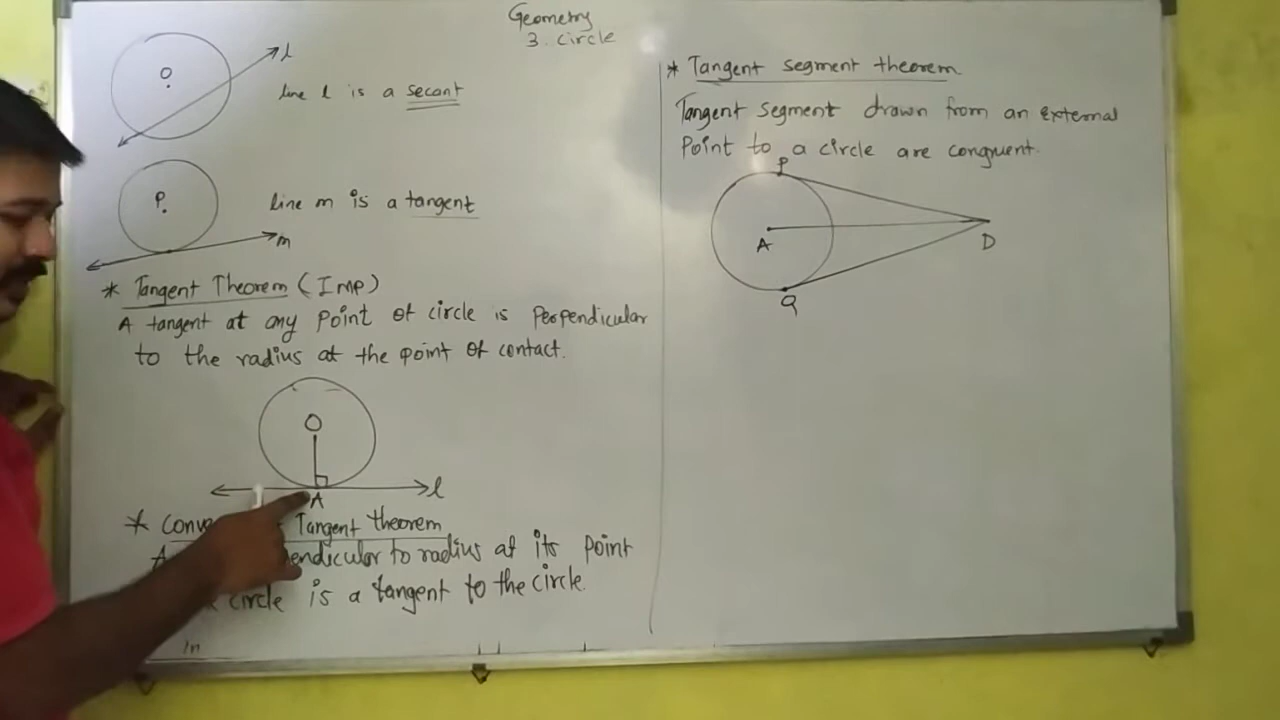 Geometry
3. circle
O
l
line l is a secant
P
line m is a tangent
m
* Tangent Theorem (Imp)
A tangent at any point of circle is perpendicular
to the radius at the point of contact.
O
l
A
* Tangent theorem
to radius at its point
circle is a tangent to the circle.
In
* Tangent segment theorem
Tangent segment drawn from an external
point to a circle are congruent.
P
A
D
Q